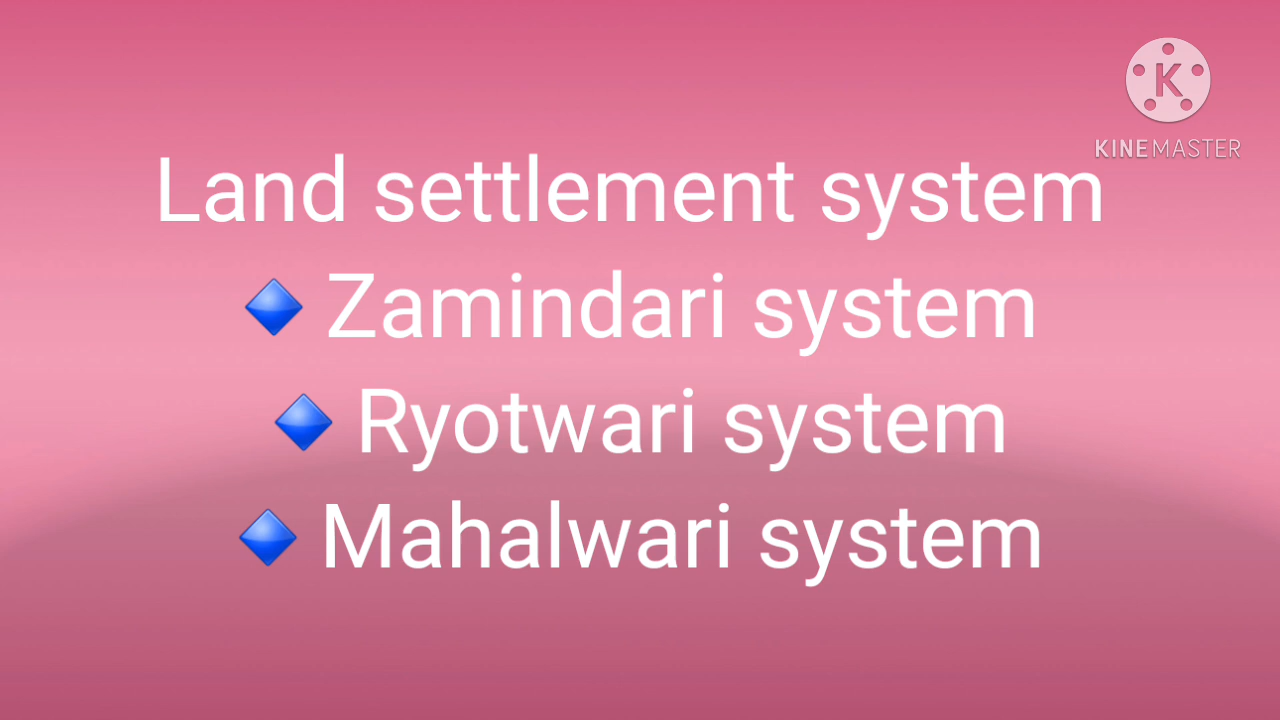 K
KINEMASTER
Land settlement system
🔹 Zamindari system
🔹 Ryotwari system
🔹 Mahalwari system